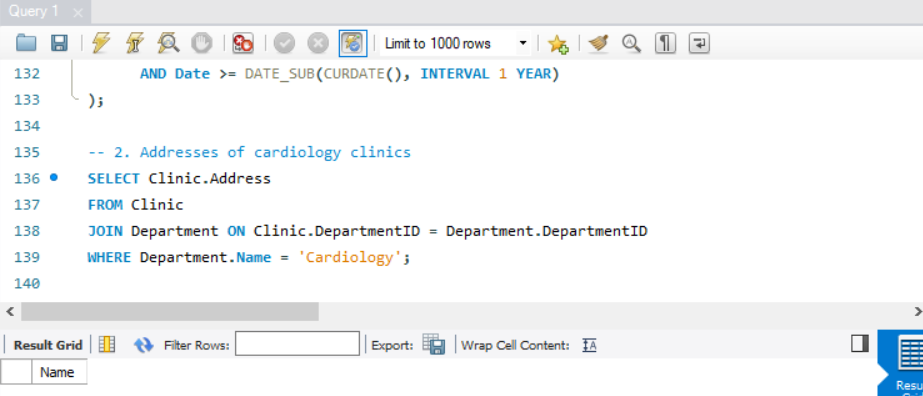 Query 1
Limit to 1000 rows
132 AND Date >= DATE_SUB(CURDATE(), INTERVAL 1 YEAR)
133 );
134
135 -- 2. Addresses of cardiology clinics
136 SELECT Clinic.Address
137 FROM Clinic
138 JOIN Department ON Clinic.DepartmentID = Department.DepartmentID
139 WHERE Department.Name = 'Cardiology';
140
Result Grid Filter Rows: Export: Wrap Cell Content: IA
Name
Resu